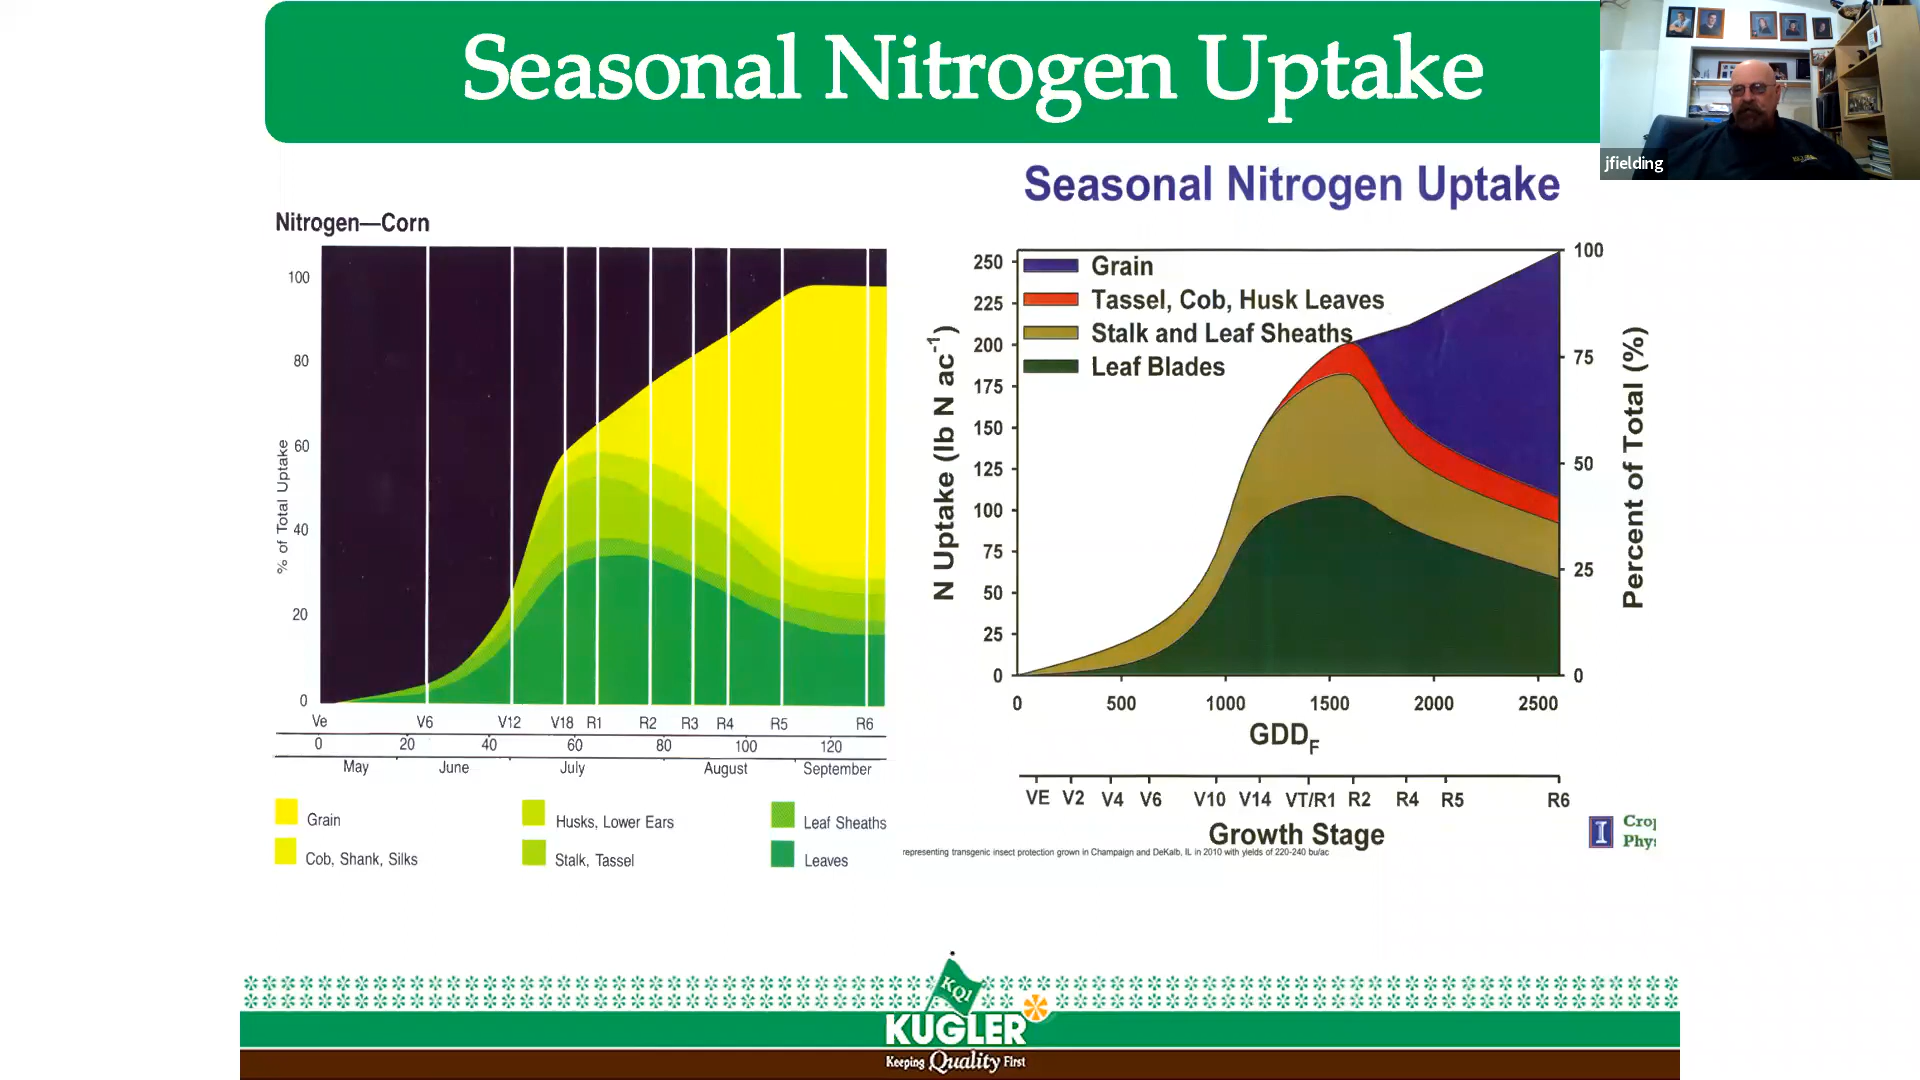 Seasonal Nitrogen Uptake
jfielding
Nitrogen—Corn
% of Total Uptake
100
80
60
40
20
0
Ve V6 V12 V18 R1 R2 R3 R4 R5 R6
0 20 40 60 80 100 120
May June July August September
Grain
Husks, Lower Ears
Leaf Sheaths
Cob, Shank, Silks
Stalk, Tassel
Leaves
Seasonal Nitrogen Uptake
N Uptake (lb N ac-1)
250
225
200
175
150
125
100
75
50
25
0
Grain
Tassel, Cob, Husk Leaves
Stalk and Leaf Sheaths
Leaf Blades
100
75
50
25
0
Percent of Total (%)
0 500 1000 1500 2000 2500
GDDF
VE V2 V4 V6 V10 V14 VT/R1 R2 R4 R5 R6
Growth Stage
representing transgenic insect protection grown in Champaign and DeKalb, IL in 2010 with yields of 220-240 bu/ac
I
Crop
Phys
KQ1
KUGLER
Keeping Quality First